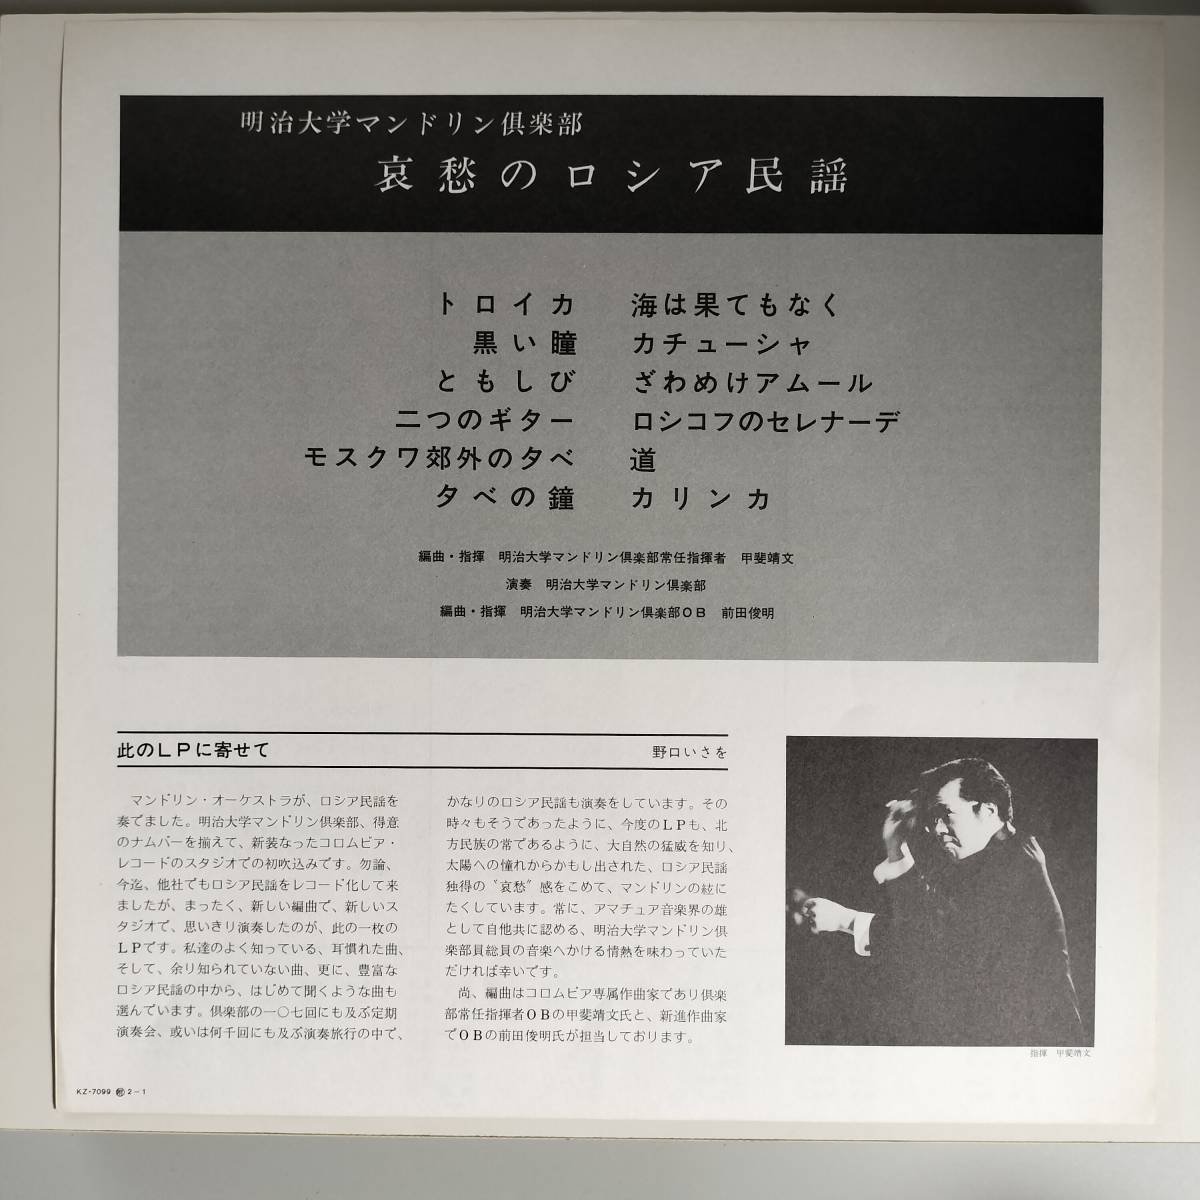 明治大学マンドリン倶楽部
哀愁のロシア民謡
トロイカ
黒い瞳
ともしび
二つのギター
モスクワ郊外の夕べ
夕べの鐘
海は果てもなく
カチューシャ
ざわめけアムール
ロシコフのセレナーデ
道
カリンカ
編曲・指揮 明治大学マンドリン倶楽部常任指揮者 甲斐靖文
演奏 明治大学マンドリン倶楽部
編曲・指揮 明治大学マンドリン倶楽部OB 前田俊明
此のLPに寄せて 野口いさを
マンドリン・オーケストラが、ロシア民謡を
奏でました。明治大学マンドリン倶楽部、得意
のナムバーを揃えて、新装なったコロムビア・
レコードのスタジオでの初吹込みです。勿論、
今迄、他社でもロシア民謡をレコード化して来
ましたが、まったく、新しい編曲で、新しいス
タジオで、思いきり演奏したのが、此の一枚の
LPです。私達のよく知っている、耳慣れた曲、
そして、余り知られていない曲、更に、豊富な
ロシア民謡の中から、はじめて聞くような曲も
選んでいます。倶楽部の一〇七回にも及ぶ定期
演奏会、或いは何千回にも及ぶ演奏旅行の中で、
かなりのロシア民謡も演奏をしています。その
時々もそうであったように、今度のLPも、北
方民族の常であるように、大自然の猛威を知り、
太陽への憧れからかもし出された、ロシア民謡
独得の〝哀愁〟感をこめて、マンドリンの絃に
たくしています。常に、アマチュア音楽界の雄
として自他共に認める、明治大学マンドリン倶
楽部員総員の音楽へかける情熱を味わっていた
だければ幸いです。
尚、編曲はコロムビア専属作曲家であり倶楽
部常任指揮者OBの甲斐靖文氏と、新進作曲家
でOBの前田俊明氏が担当しております。
指揮 甲斐靖文
KZ-7099 2-1